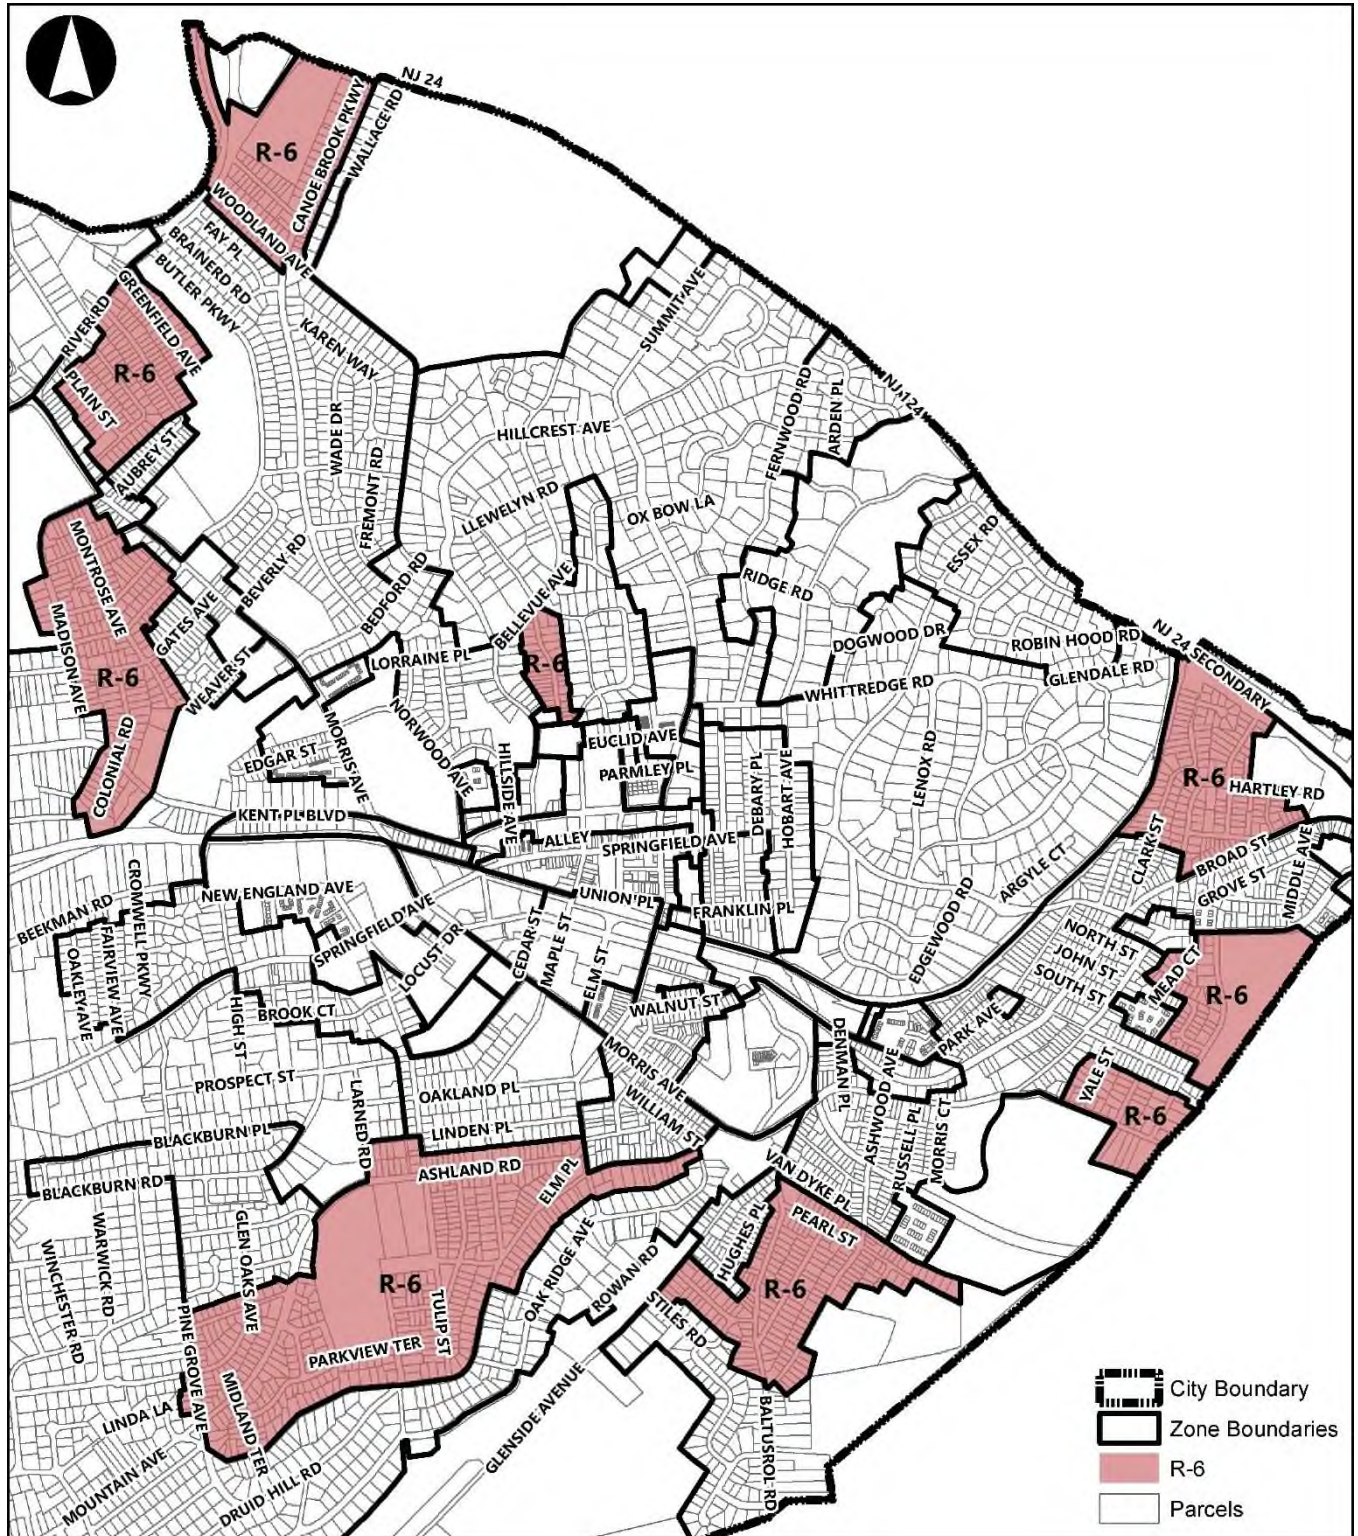 NJ 24
R-6
CANOE BROOK PKWY
WALLACE RD
WOODLAND AVE
FAY PL
BRAINERD RD
BUTLER PKWY
GREENFIELD AVE
RIVER RD
R-6
PLAIN ST
AUBREY ST
KAREN WAY
WADE DR
FREMONT RD
SUMMIT AVE
HILLCREST AVE
LLEWELYN RD
OX BOW LA
FERNWOOD RD
ARDEN PL
NJ 124
ESSEX RD
RIDGE RD
DOGWOOD DR
ROBIN HOOD RD
GLENDALE RD
WHITTREDGE RD
NJ 24 SECONDARY
MONTROSE AVE
MADISON AVE
R-6
COLONIAL RD
GATES AVE
WEAVER ST
BEVERLY RD
BEDFORD RD
BELLEVUE AVE
LORRAINE PL
R-6
NORWOOD AVE
MORRIS AVE
EDGAR ST
HILLSIDE AVE
EUCLID AVE
PARMLEY PL
DEBARY PL
HOBART AVE
LENOX RD
R-6
HARTLEY RD
KENT PL BLVD
ALLEY
SPRINGFIELD AVE
CLARK ST
BROAD ST
GROVE ST
MIDDLE AVE
ARGYLE CT
EDGEWOOD RD
BEEKMAN RD
CROMWELL PKWY
FAIRVIEW AVE
OAKLEY AVE
NEW ENGLAND AVE
SPRINGFIELD AVE
LOCUST DR
UNION PL
FRANKLIN PL
CEDAR ST
MAPLE ST
ELM ST
WALNUT ST
NORTH ST
JOHN ST
SOUTH ST
MEAD CT
R-6
HIGH ST
BROOK CT
PROSPECT ST
LARNED RD
OAKLAND PL
LINDEN PL
MORRIS AVE
WILLIAM ST
DENMAN PL
PARK AVE
ASHWOOD AVE
RUSSELL PL
MORRIS CT
YALE ST
R-6
BLACKBURN PL
BLACKBURN RD
WARWICK RD
WINCHESTER RD
GLEN OAKS AVE
PINE GROVE AVE
ASHLAND RD
ELM PL
OAK RIDGE AVE
ROWAN RD
R-6
TULIP ST
PARKVIEW TER
MIDLAND TER
LINDA LA
MOUNTAIN AVE
DRUID HILL RD
GLENSIDE AVENUE
VAN DYKE PL
PEARL ST
HUGHES PL
R-6
STILES RD
BALTUSROL RD
City Boundary
Zone Boundaries
R-6
Parcels